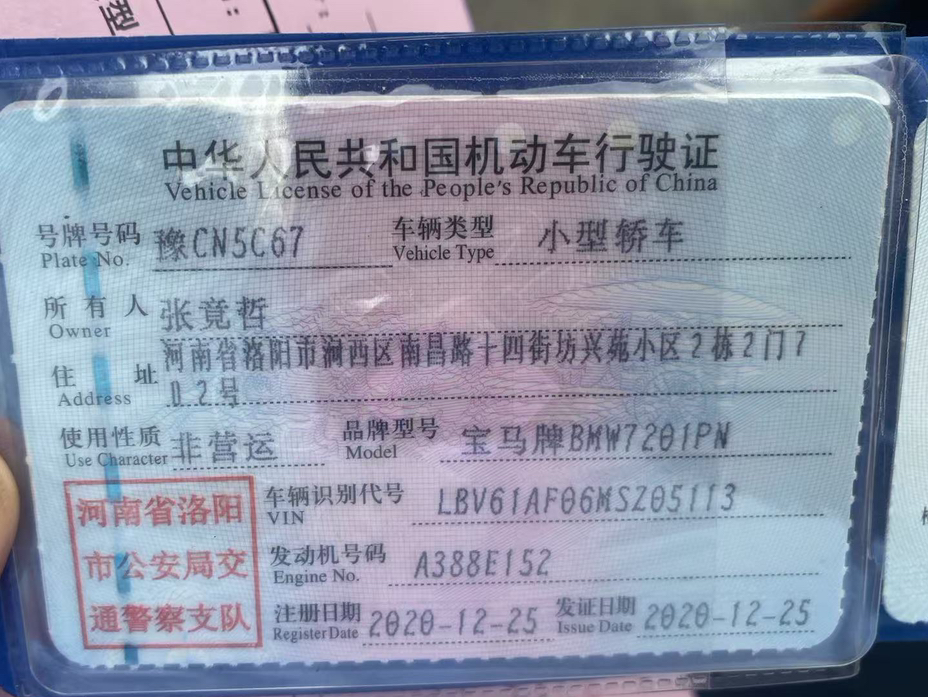 型
中华人民共和国机动车行驶证
Vehicle License of the People's Republic of China
号牌号码 豫CN5C67 车辆类型 小型轿车
Plate No. Vehicle Type
所有人 张竟哲
Owner
住址 河南省洛阳市涧西区南昌路十四街坊兴苑小区2栋2门7
Address 02号
使用性质 非营运 品牌型号 宝马牌BMW7201PN
Use Character Model
河南省洛阳
市公安局交
通警察支队
车辆识别代号 LBV61AF06MSZ05113
VIN
发动机号码 A388E152
Engine No.
注册日期 2020-12-25 发证日期 2020-12-25
Register Date Issue Date